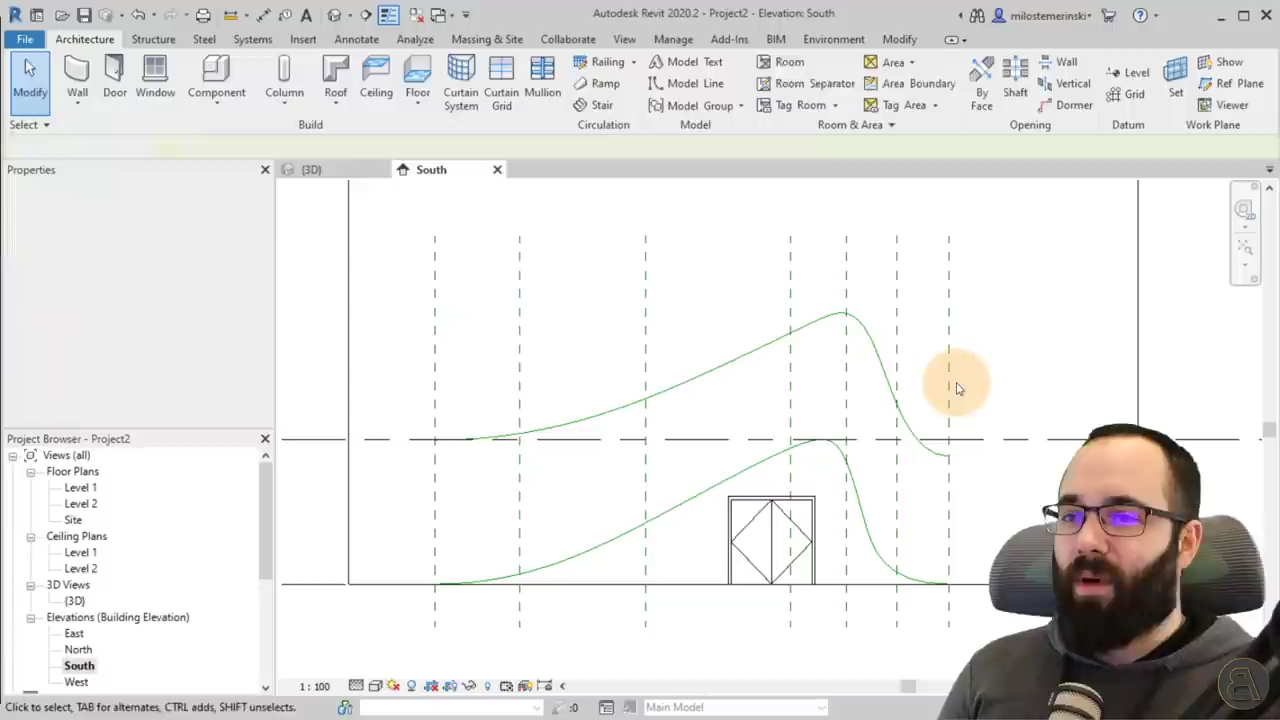 Autodesk Revit 2020.2 - Project2 - Elevation: South
milostemerinski
File
Architecture
Structure
Steel
Systems
Insert
Annotate
Analyze
Massing & Site
Collaborate
View
Manage
Add-Ins
BIM
Environment
Modify
Modify
Wall
Door
Window
Component
Column
Roof
Ceiling
Floor
Curtain
System
Curtain
Grid
Mullion
Railing
Ramp
Stair
Model Text
Model Line
Model Group
Room
Room Separator
Tag Room
Area
Area Boundary
Tag Area
By
Face
Shaft
Wall
Vertical
Dormer
Level
Grid
Set
Show
Ref Plane
Viewer
Select
Build
Circulation
Model
Room & Area
Opening
Datum
Work Plane
Properties
{3D}
South
Project Browser - Project2
Views (all)
Floor Plans
Level 1
Level 2
Site
Ceiling Plans
Level 1
Level 2
3D Views
{3D}
Elevations (Building Elevation)
East
North
South
West
1 : 100
Click to select, TAB for alternates, CTRL adds, SHIFT unselects.
:0
Main Model